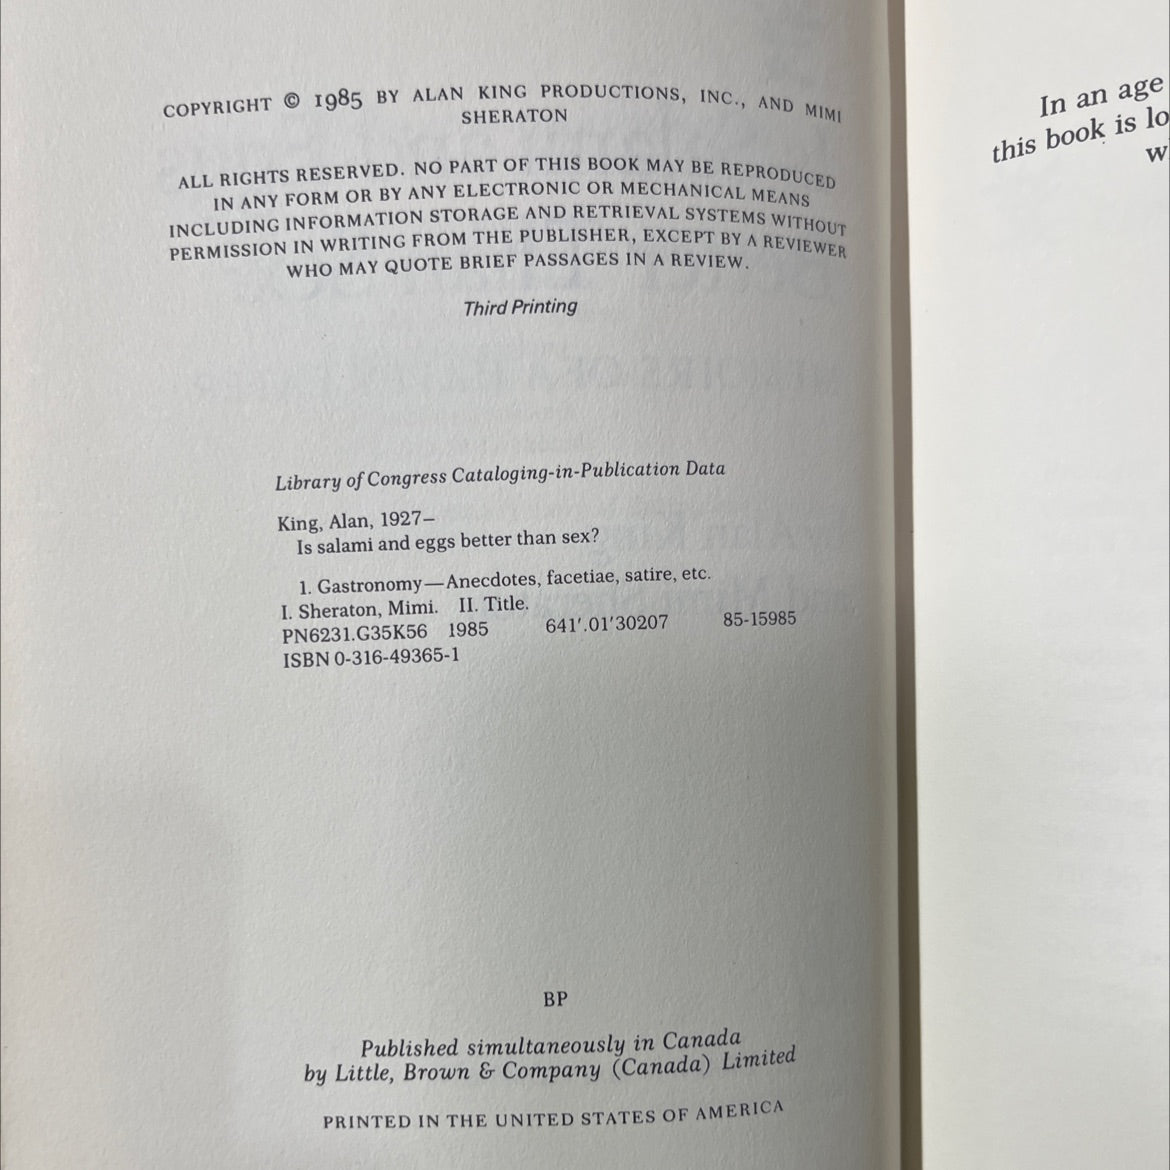 COPYRIGHT © 1985 BY ALAN KING PRODUCTIONS, INC., AND MIMI
SHERATON
ALL RIGHTS RESERVED. NO PART OF THIS BOOK MAY BE REPRODUCED
IN ANY FORM OR BY ANY ELECTRONIC OR MECHANICAL MEANS
INCLUDING INFORMATION STORAGE AND RETRIEVAL SYSTEMS WITHOUT
PERMISSION IN WRITING FROM THE PUBLISHER, EXCEPT BY A REVIEWER
WHO MAY QUOTE BRIEF PASSAGES IN A REVIEW.
Third Printing
Library of Congress Cataloging-in-Publication Data
King, Alan, 1927–
Is salami and eggs better than sex?
1. Gastronomy—Anecdotes, facetiae, satire, etc.
I. Sheraton, Mimi. II. Title.
PN6231.G35K56 1985 641′.01′30207 85-15985
ISBN 0-316-49365-1
BP
Published simultaneously in Canada
by Little, Brown & Company (Canada) Limited
PRINTED IN THE UNITED STATES OF AMERICA
In an age
this book is lo
w